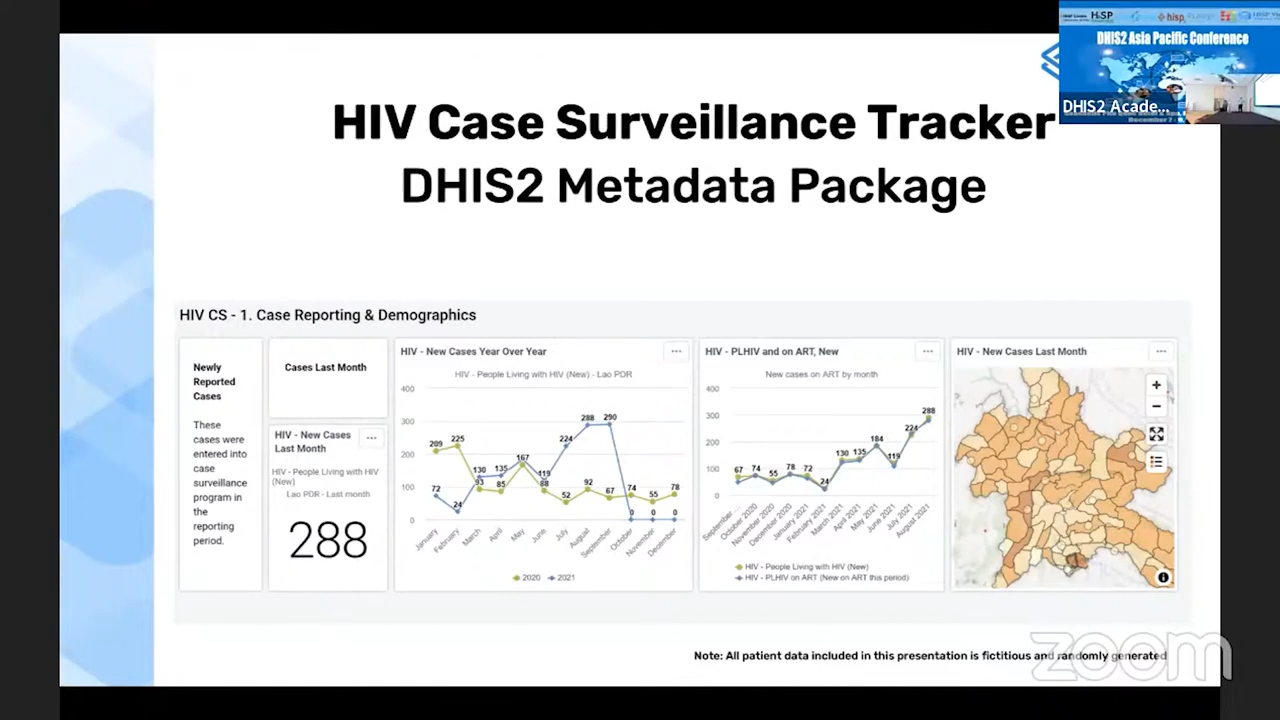 HiSP
hisp
DHIS2 Asia Pacific Conference
DHIS2 Acade...
December 7 -
HIV Case Surveillance Tracker
DHIS2 Metadata Package
HIV CS - 1. Case Reporting & Demographics
Newly
Reported
Cases
These
cases were
entered into
case
surveillance
program in
the
reporting
period.
Cases Last Month
HIV - New Cases
Last Month
HIV - People Living with HIV
(New)
Lao PDR - Last month
288
HIV - New Cases Year Over Year
HIV - People Living with HIV (New) - Lao PDR
400
300
200
100
0
209
225
72
24
130
93
135
85
167
119
88
224
52
288
92
290
67
74
0
55
0
78
0
January
February
March
April
May
June
July
August
September
October
November
December
2020
2021
HIV - PLHIV and on ART, New
New cases on ART by month
400
300
200
100
0
67
74
55
78
72
24
130
135
184
119
224
288
September...
October 2020
November 2020
December 2020
January 2021
February 2021
March 2021
April 2021
May 2021
June 2021
July 2021
August 2021
HIV - People Living with HIV (New)
HIV - PLHIV on ART (New on ART this period)
HIV - New Cases Last Month
Note: All patient data included in this presentation is fictitious and randomly generated
zoom